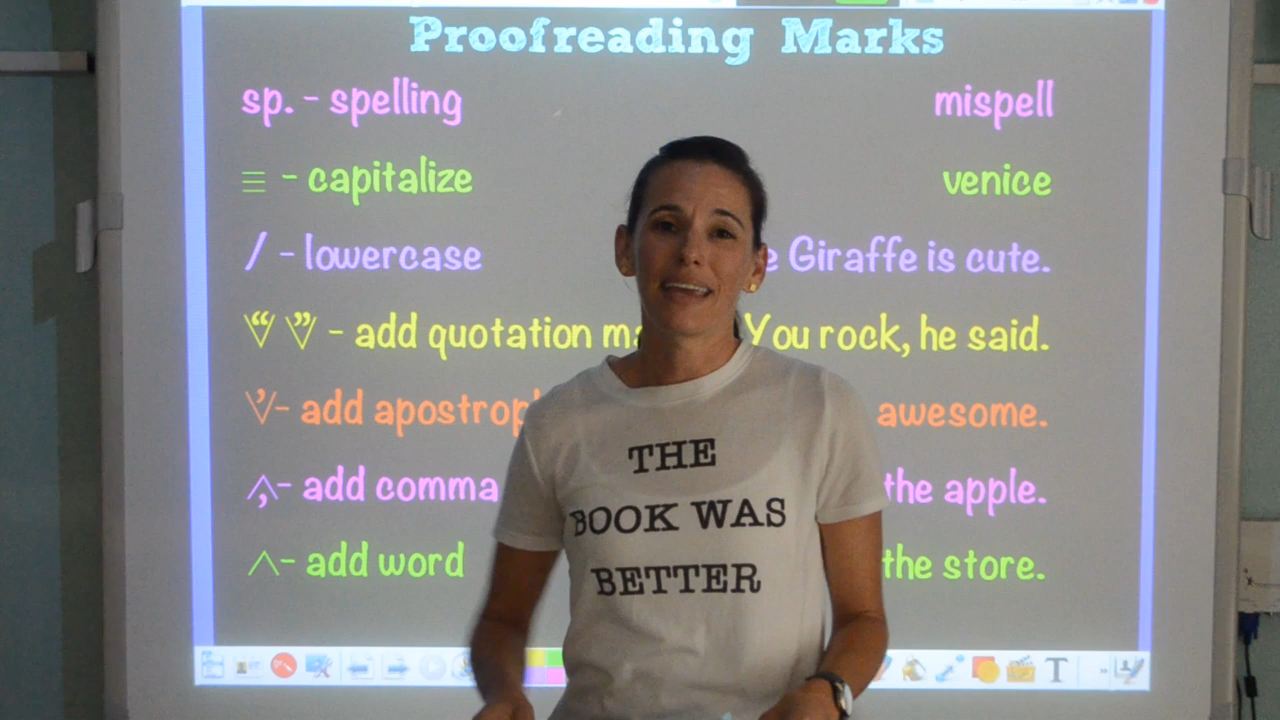 Proofreading Marks
sp. - spelling mispell
≡ - capitalize venice
/ - lowercase Giraffe is cute.
“ ” - add quotation You rock, he said.
’ - add awesome.
, - add comma the apple.
^ - add word the store.
THE
BOOK WAS
BETTER
T